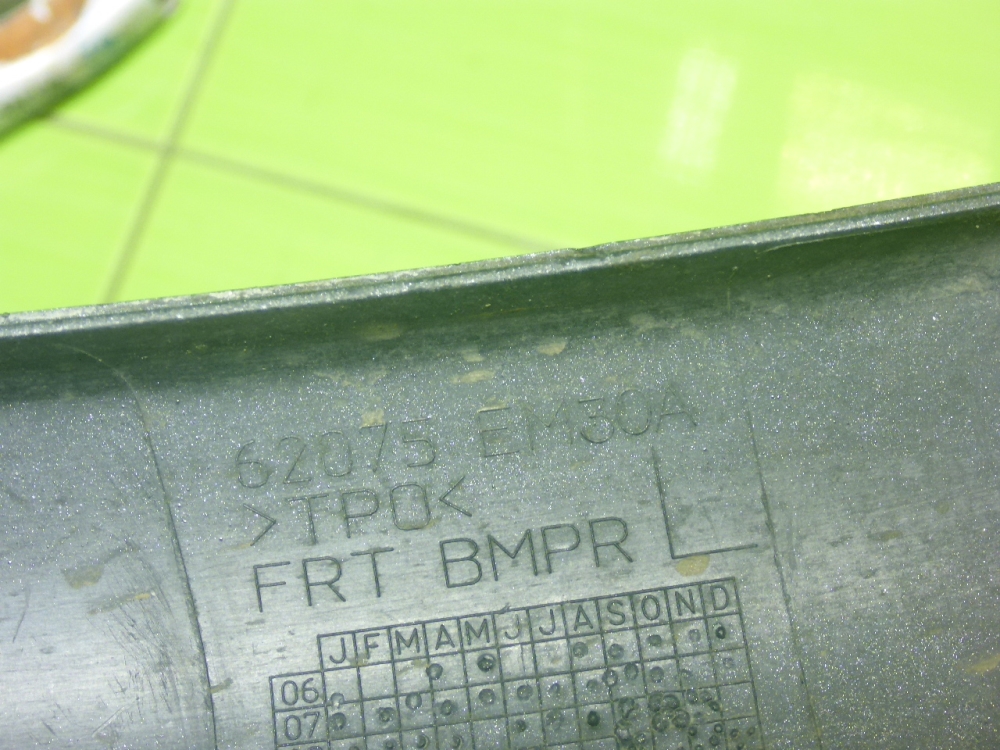 62075 EM30A
>TPO<
FRT BMPR L
J F M A M J J A S O N D
06
07